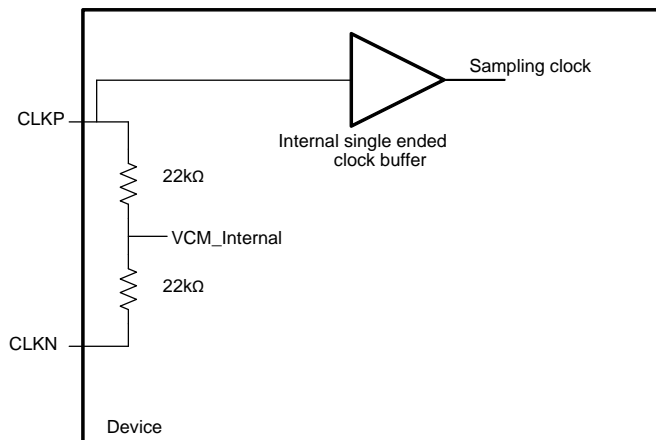 Sampling clock
CLKP
Internal single ended
clock buffer
22kΩ
VCM_Internal
22kΩ
CLKN
Device